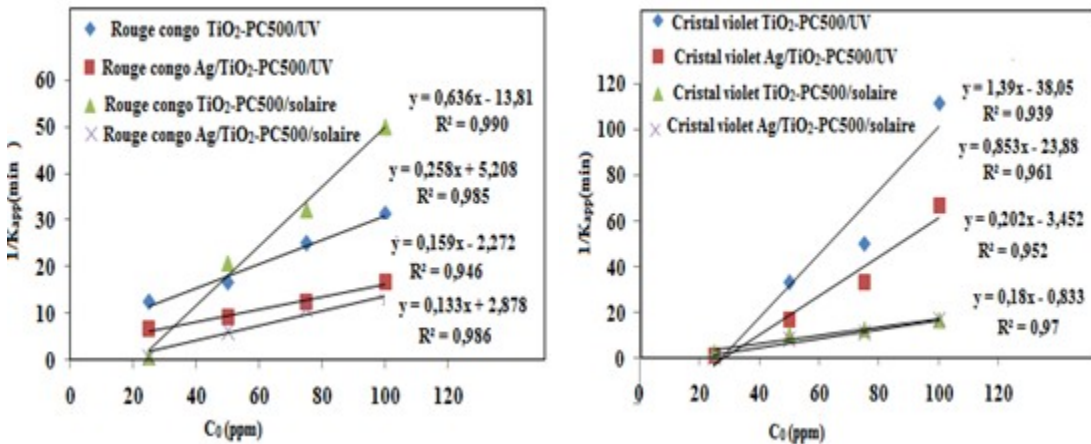 Rouge congo TiO2-PC500/UV
Rouge congo Ag/TiO2-PC500/UV
Rouge congo TiO2-PC500/solaire
Rouge congo Ag/TiO2-PC500/solaire
y = 0,636x - 13,81
R² = 0,990
y = 0,258x + 5,208
R² = 0,985
y = 0,159x - 2,272
R² = 0,946
y = 0,133x + 2,878
R² = 0,986
1/Kapp(min)
60
50
40
30
20
10
0
0 20 40 60 80 100 120
C0 (ppm)
Cristal violet TiO2-PC500/UV
Cristal violet Ag/TiO2-PC500/UV
Cristal violet TiO2-PC500/solaire
Cristal violet Ag/TiO2-PC500/solaire
y = 1,39x - 38,05
R² = 0,939
y = 0,853x - 23,88
R² = 0,961
y = 0,202x - 3,452
R² = 0,952
y = 0,18x - 0,833
R² = 0,97
1/Kapp(min)
120
100
80
60
40
20
0
0 20 40 60 80 100 120
C0 (ppm)